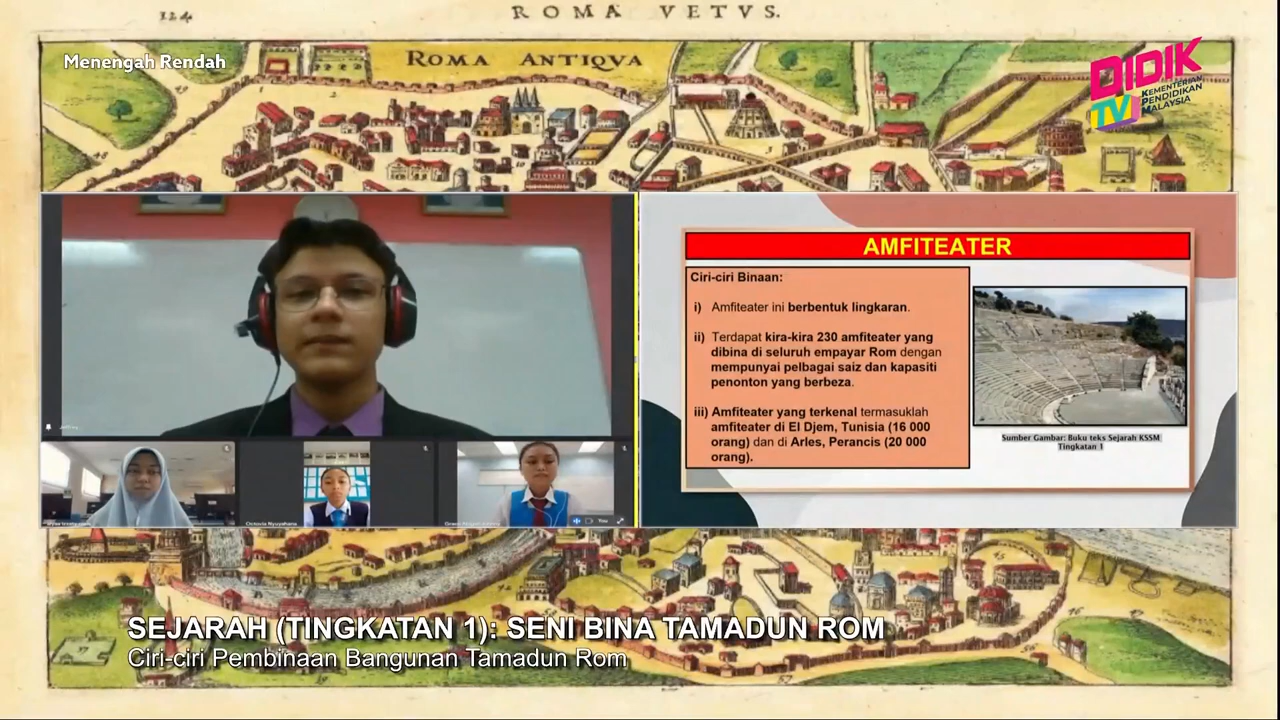 124
ROMA VETVS.
ROMA ANTIQVA
Menengah Rendah
DIDIK
TV
KEMENTERIAN
PENDIDIKAN
MALAYSIA
AMFITEATER
Ciri-ciri Binaan:
i) Amfiteater ini berbentuk lingkaran.
ii) Terdapat kira-kira 230 amfiteater yang
dibina di seluruh empayar Rom dengan
mempunyai pelbagai saiz dan kapasiti
penonton yang berbeza.
iii) Amfiteater yang terkenal termasuklah
amfiteater di El Djem, Tunisia (16 000
orang) dan di Arles, Perancis (20 000
orang).
Sumber Gambar: Buku teks Sejarah KSSM
Tingkatan 1
You
SEJARAH (TINGKATAN 1): SENI BINA TAMADUN ROM
Ciri-ciri Pembinaan Bangunan Tamadun Rom